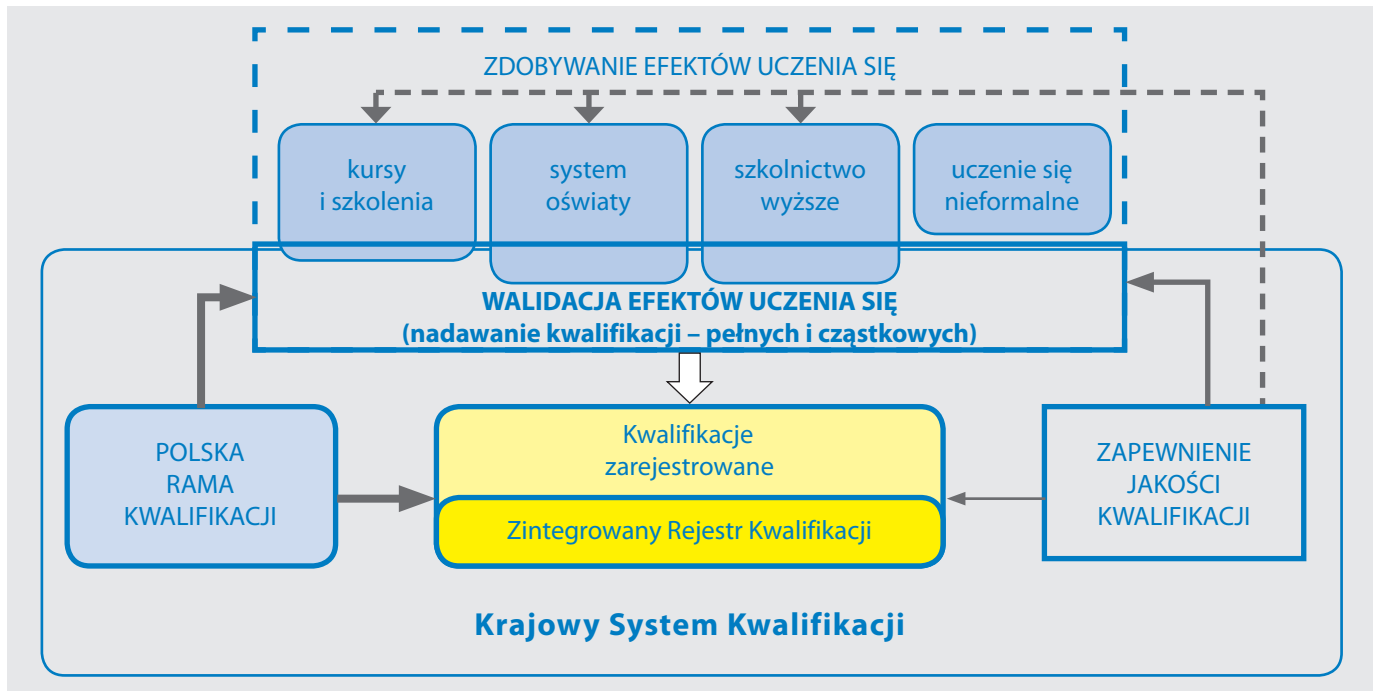 ZDOBYWANIE EFEKTÓW UCZENIA SIĘ
kursy
i szkolenia
system
oświaty
szkolnictwo
wyższe
uczenie się
nieformalne
WALIDACJA EFEKTÓW UCZENIA SIĘ
(nadawanie kwalifikacji – pełnych i cząstkowych)
POLSKA
RAMA
KWALIFIKACJI
Kwalifikacje
zarejestrowane
Zintegrowany Rejestr Kwalifikacji
ZAPEWNIENIE
JAKOŚCI
KWALIFIKACJI
Krajowy System Kwalifikacji